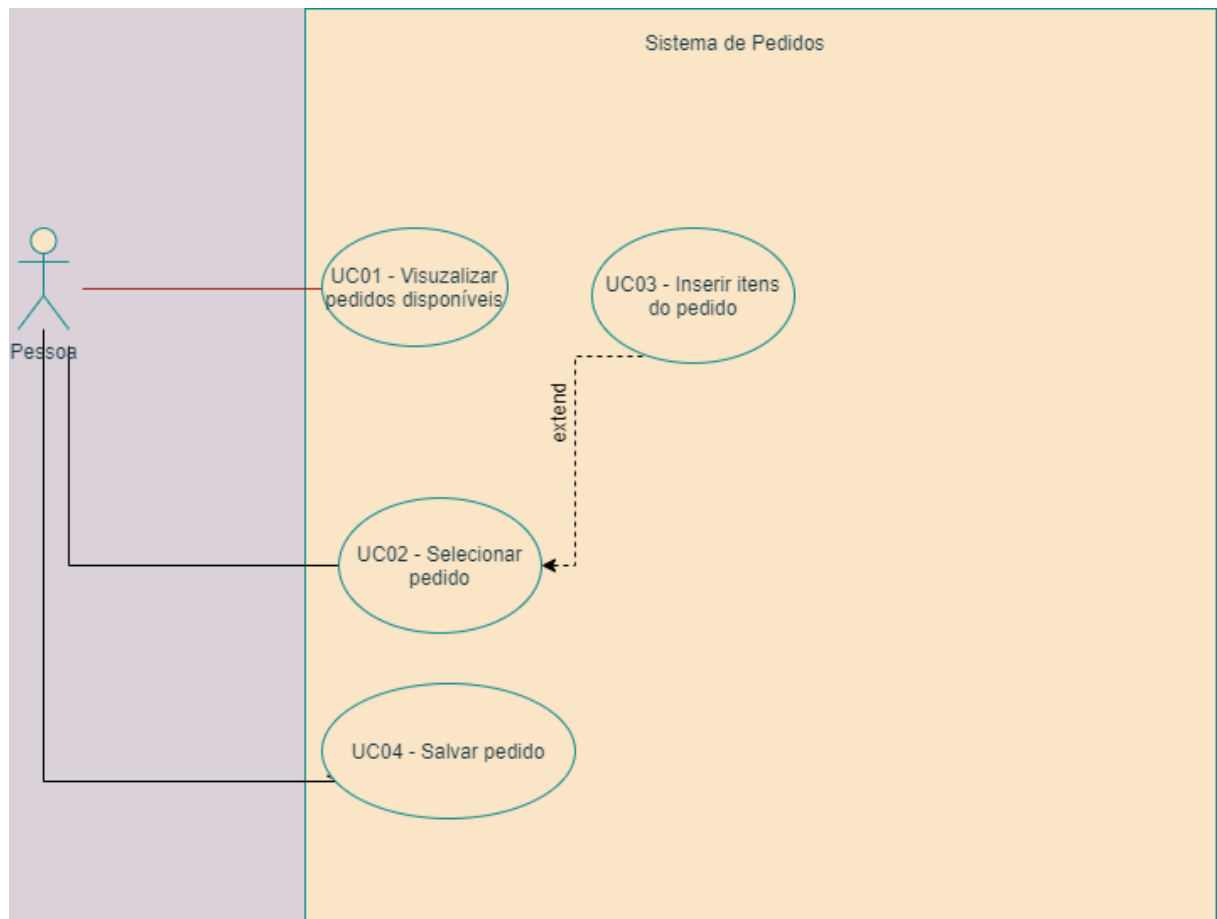 Sistema de Pedidos
UC01 - Visuzalizar
pedidos disponíveis
UC03 - Inserir itens
do pedido
Pessoa
extend
UC02 - Selecionar
pedido
UC04 - Salvar pedido